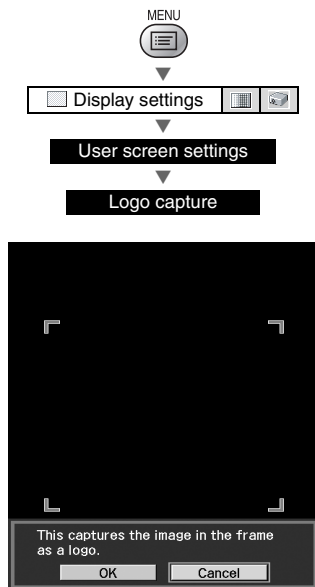 MENU
Display settings
User screen settings
Logo capture
This captures the image in the frame
as a logo.
OK Cancel